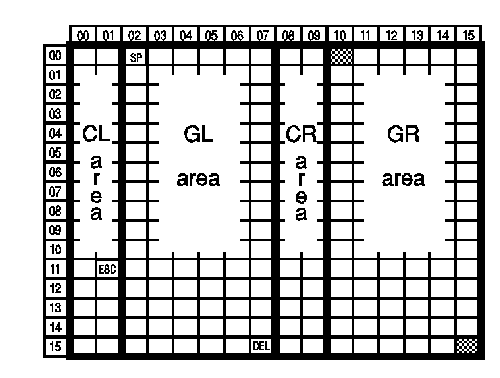 00 01 02 03 04 05 06 07 08 09 10 11 12 13 14 15
00 SP
01
02
03
04 CL GL CR GR
05 a a
06 r area r area
07 e e
08 a a
09
10
11 ESC
12
13
14
15 DEL